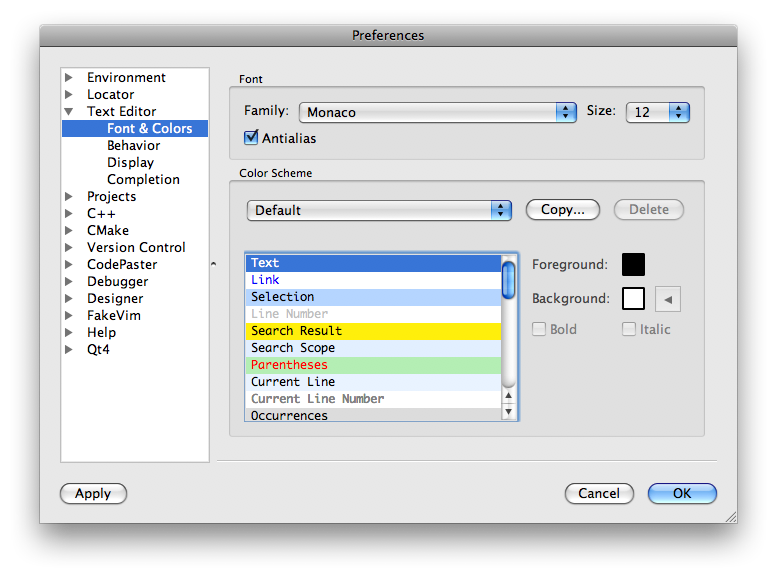 Preferences
Environment
Locator
Text Editor
Font & Colors
Behavior
Display
Completion
Projects
C++
CMake
Version Control
CodePaster
Debugger
Designer
FakeVim
Help
Qt4
Font
Family: Monaco Size: 12
Antialias
Color Scheme
Default Copy... Delete
Text
Link
Selection
Line Number
Search Result
Search Scope
Parentheses
Current Line
Current Line Number
Occurrences
Foreground:
Background:
Bold Italic
Apply Cancel OK